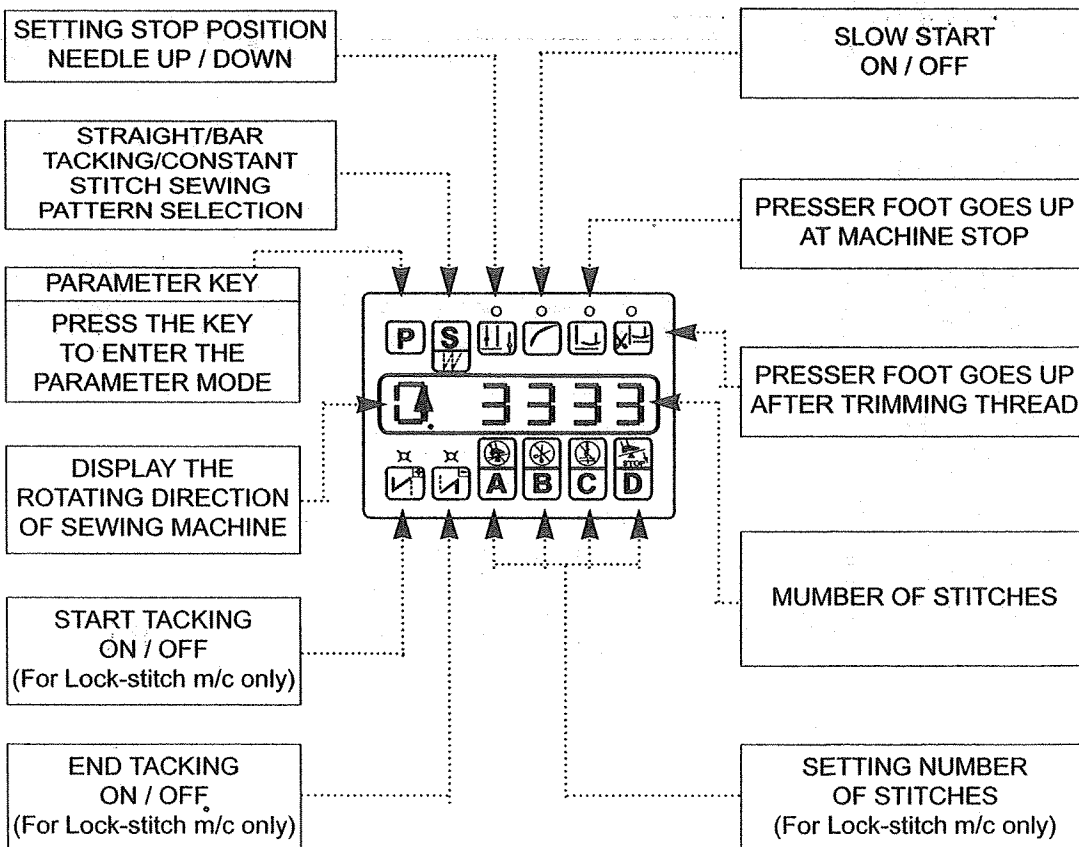 SETTING STOP POSITION
NEEDLE UP / DOWN
SLOW START
ON / OFF
STRAIGHT/BAR
TACKING/CONSTANT
STITCH SEWING
PATTERN SELECTION
PRESSER FOOT GOES UP
AT MACHINE STOP
PARAMETER KEY
PRESS THE KEY
TO ENTER THE
PARAMETER MODE
P S
0. 3333
PRESSER FOOT GOES UP
AFTER TRIMMING THREAD
DISPLAY THE
ROTATING DIRECTION
OF SEWING MACHINE
STOP
A B C D
MUMBER OF STITCHES
START TACKING
ON / OFF
(For Lock-stitch m/c only)
END TACKING
ON / OFF
(For Lock-stitch m/c only)
SETTING NUMBER
OF STITCHES
(For Lock-stitch m/c only)